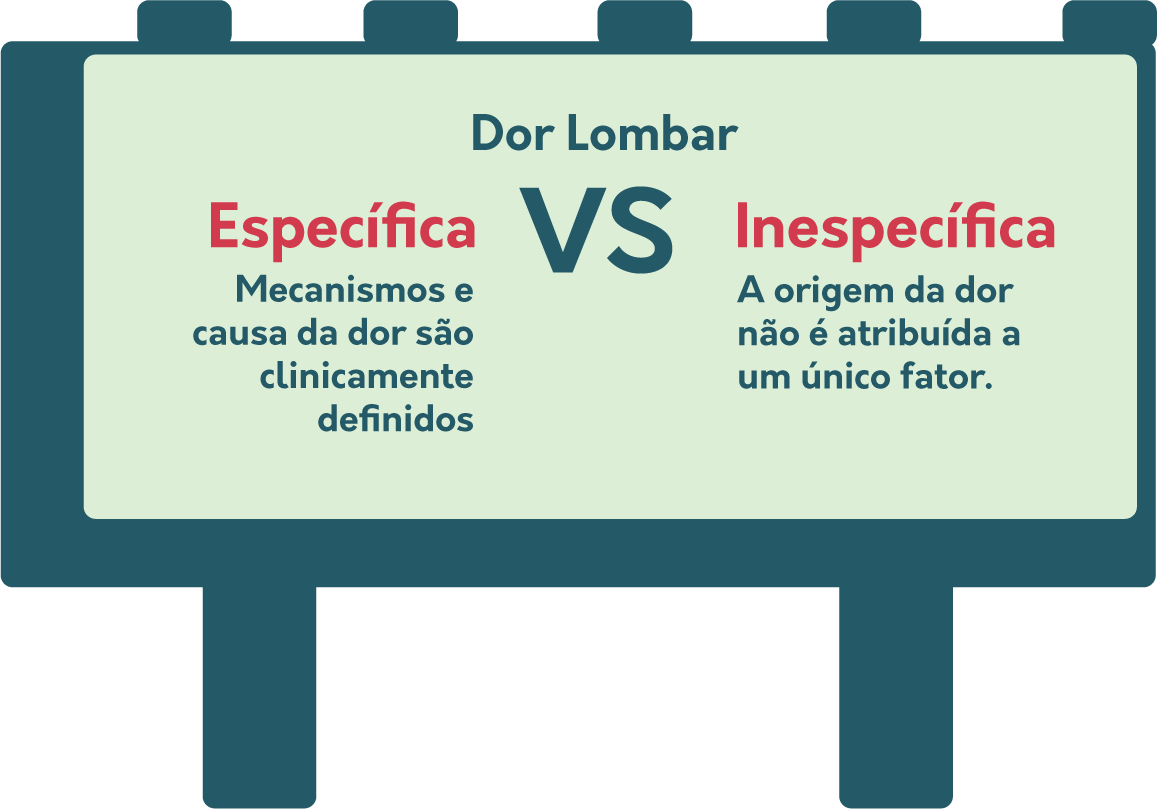 Dor Lombar
VS
Específica
Mecanismos e
causa da dor são
clinicamente
definidos
Inespecífica
A origem da dor
não é atribuída a
um único fator.